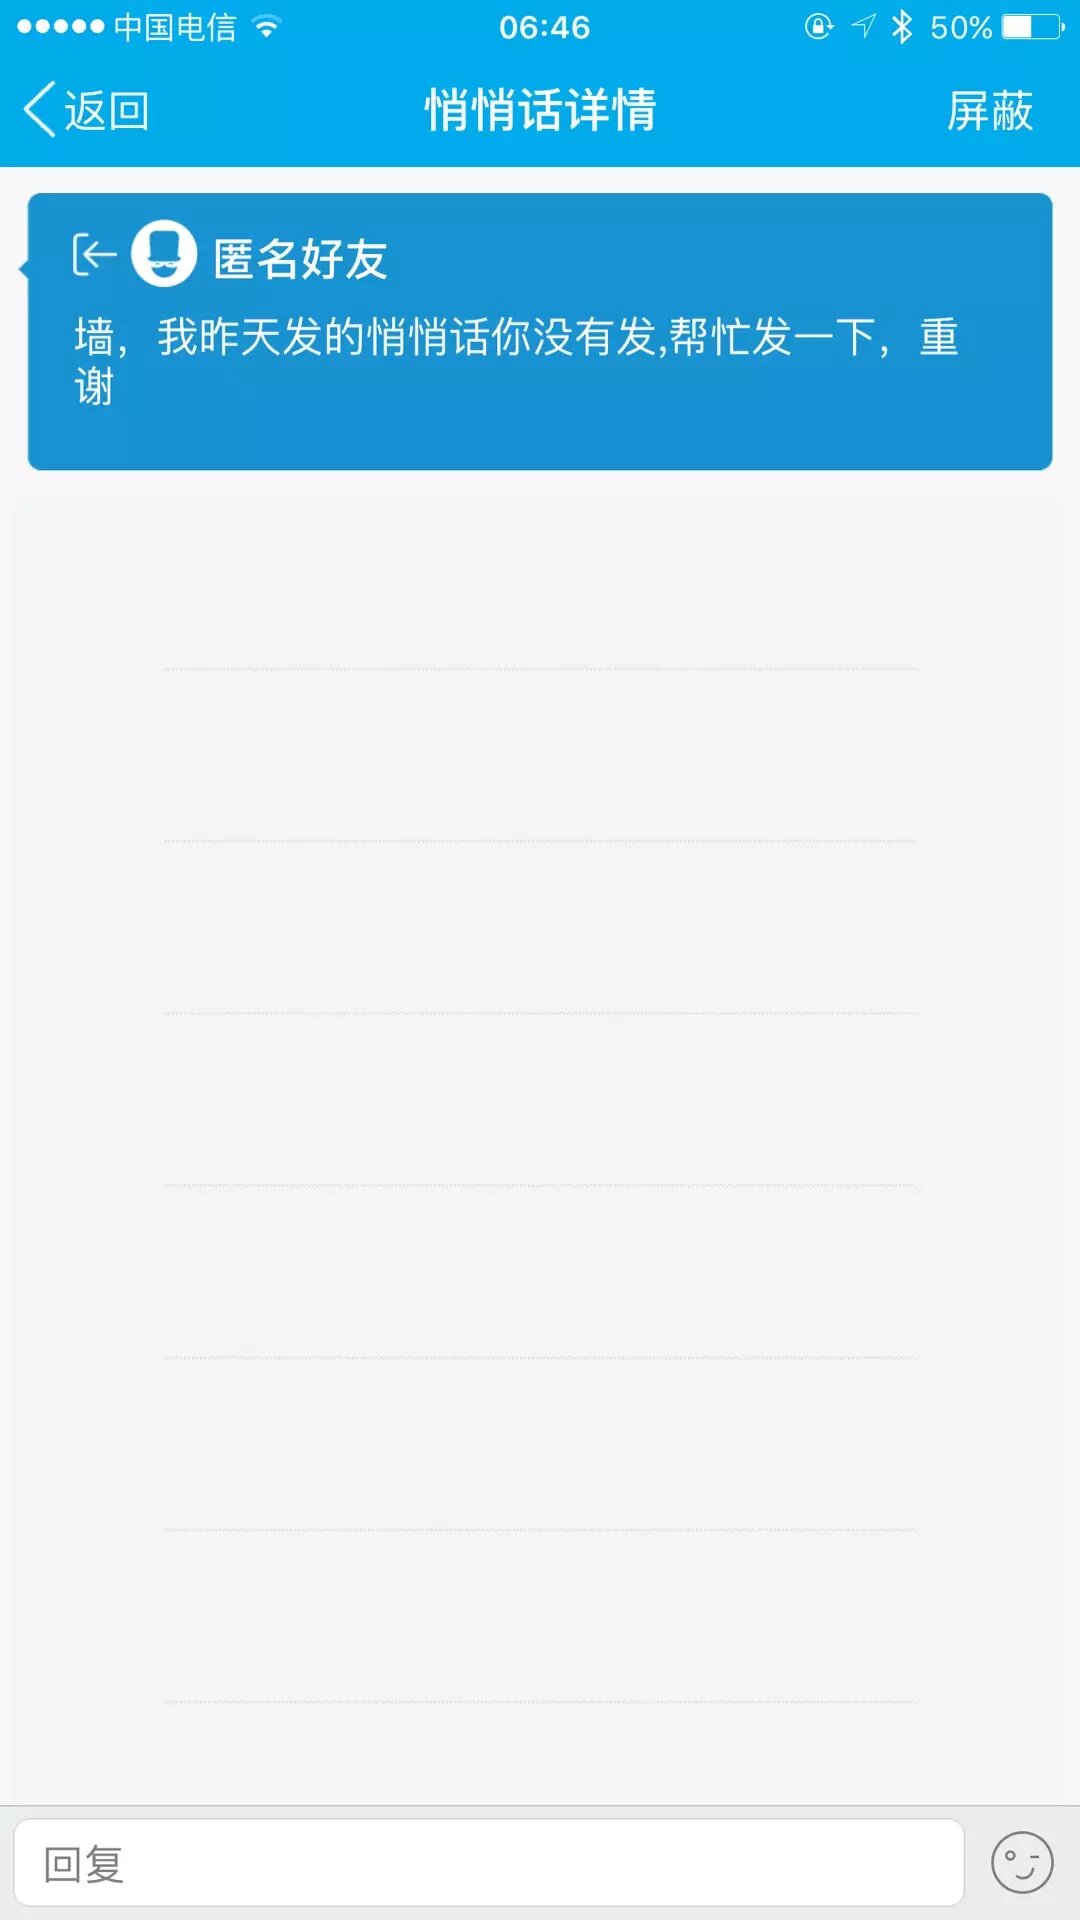 中国电信 06:46 50%
返回 悄悄话详情 屏蔽
匿名好友
墙，我昨天发的悄悄话你没有发,帮忙发一下，重
谢
回复